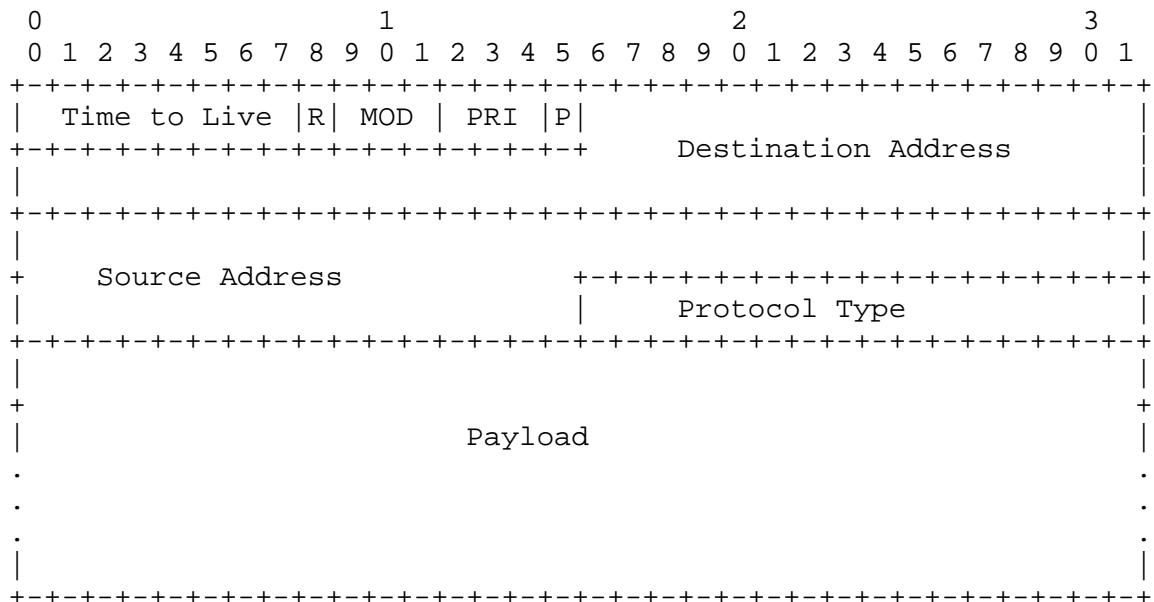 0                   1                   2                   3
 0 1 2 3 4 5 6 7 8 9 0 1 2 3 4 5 6 7 8 9 0 1 2 3 4 5 6 7 8 9 0 1
+-+-+-+-+-+-+-+-+-+-+-+-+-+-+-+-+-+-+-+-+-+-+-+-+-+-+-+-+-+-+-+-+
|  Time to Live |R| MOD | PRI |P|                               |
+-+-+-+-+-+-+-+-+-+-+-+-+-+-+-+-+     Destination Address       |
|                                                               |
+-+-+-+-+-+-+-+-+-+-+-+-+-+-+-+-+-+-+-+-+-+-+-+-+-+-+-+-+-+-+-+-+
|                                                               |
+    Source Address             +-+-+-+-+-+-+-+-+-+-+-+-+-+-+-+-+
|                               |     Protocol Type             |
+-+-+-+-+-+-+-+-+-+-+-+-+-+-+-+-+-+-+-+-+-+-+-+-+-+-+-+-+-+-+-+-+
|                                                               |
+                                                               +
|                         Payload                               |
.                                                               .
.                                                               .
.                                                               .
|                                                               |
+-+-+-+-+-+-+-+-+-+-+-+-+-+-+-+-+-+-+-+-+-+-+-+-+-+-+-+-+-+-+-+-+